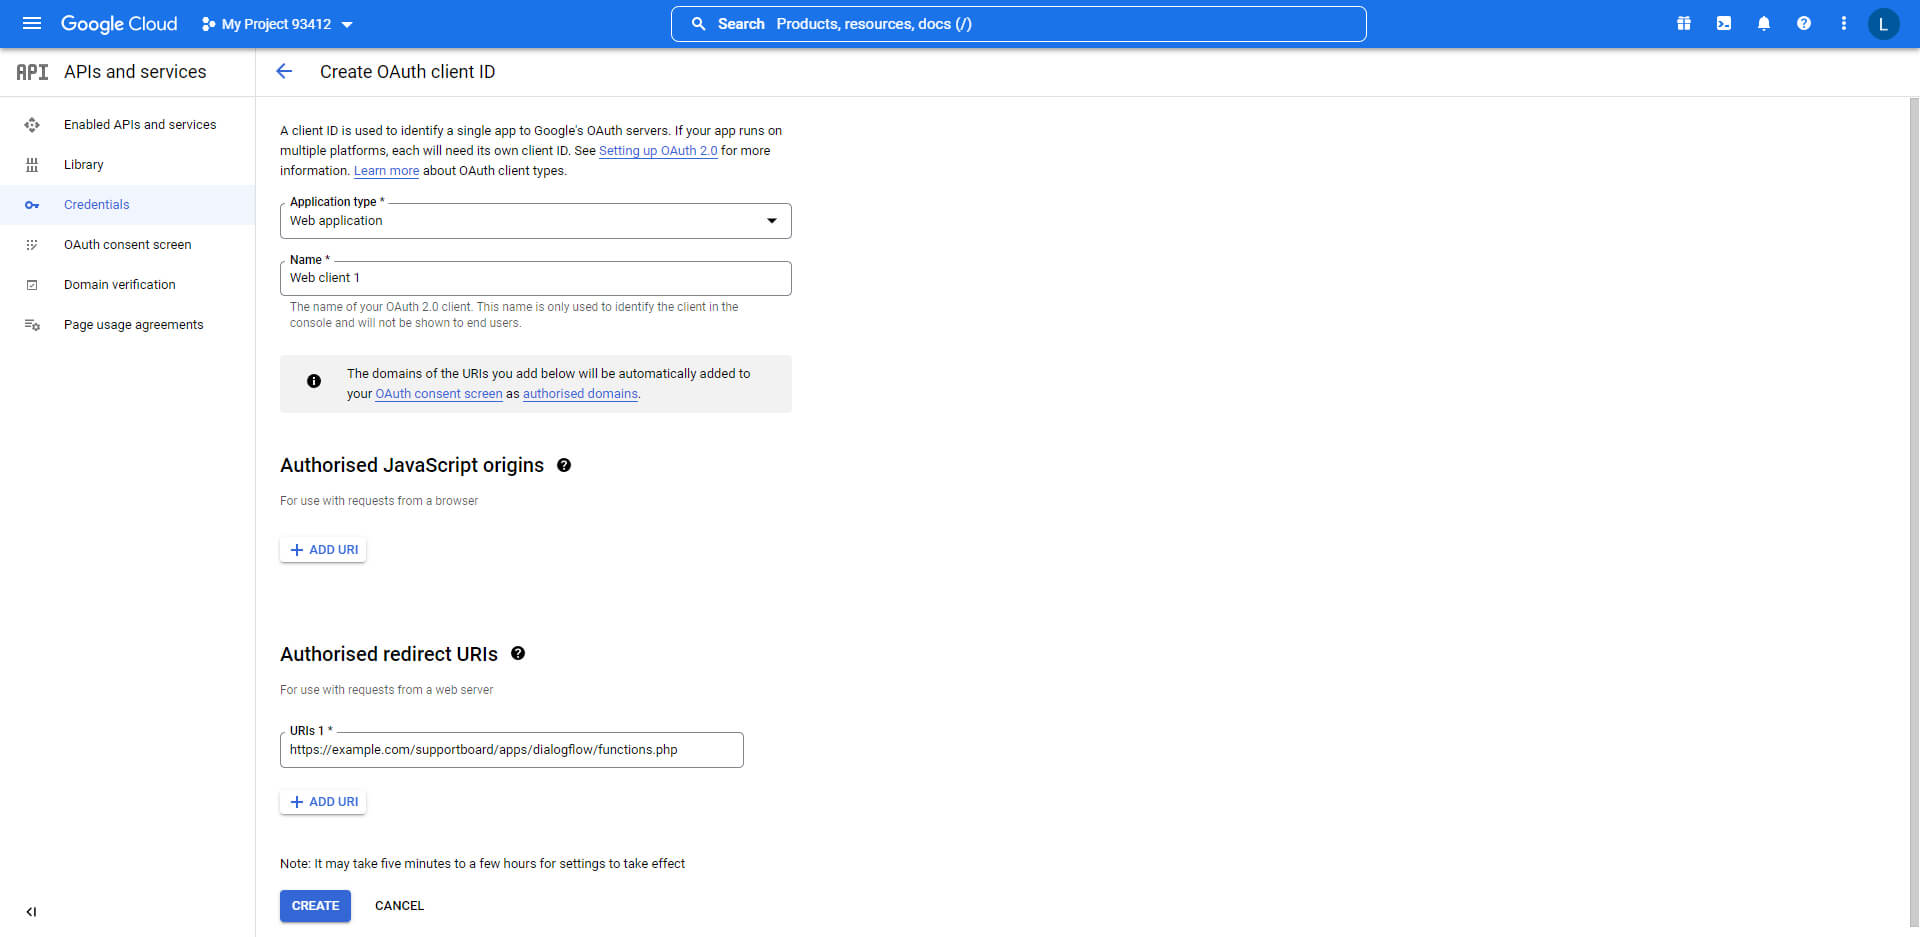 Google Cloud
My Project 93412
Search Products, resources, docs (/)
L
API APIs and services
Create OAuth client ID
Enabled APIs and services
Library
Credentials
OAuth consent screen
Domain verification
Page usage agreements
A client ID is used to identify a single app to Google's OAuth servers. If your app runs on
multiple platforms, each will need its own client ID. See Setting up OAuth 2.0 for more
information. Learn more about OAuth client types.
Application type *
Web application
Name *
Web client 1
The name of your OAuth 2.0 client. This name is only used to identify the client in the
console and will not be shown to end users.
The domains of the URIs you add below will be automatically added to
your OAuth consent screen as authorised domains.
Authorised JavaScript origins
For use with requests from a browser
ADD URI
Authorised redirect URIs
For use with requests from a web server
URIs 1 *
https://example.com/supportboard/apps/dialogflow/functions.php
ADD URI
Note: It may take five minutes to a few hours for settings to take effect
CREATE
CANCEL